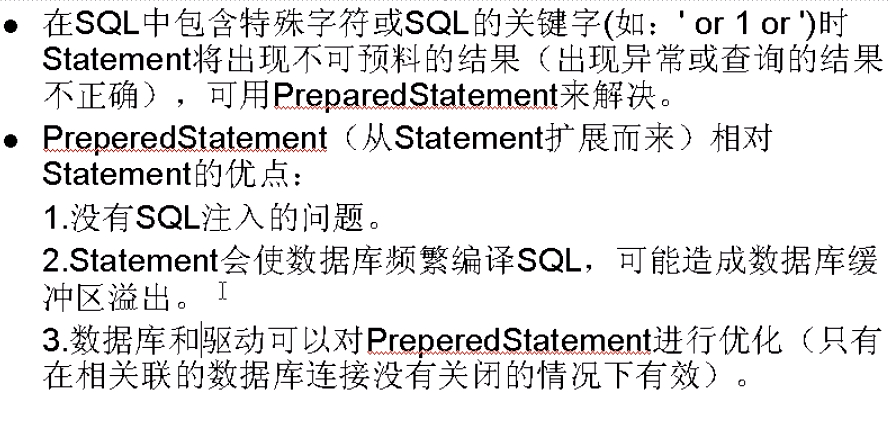 ● 在SQL中包含特殊字符或SQL的关键字(如：' or 1 or ')时
Statement将出现不可预料的结果（出现异常或查询的结果
不正确），可用PreparedStatement来解决。
● PreperedStatement（从Statement扩展而来）相对
Statement的优点：
1.没有SQL注入的问题。
2.Statement会使数据库频繁编译SQL，可能造成数据库缓
冲区溢出。
3.数据库和驱动可以对PreperedStatement进行优化（只有
在相关联的数据库连接没有关闭的情况下有效）。